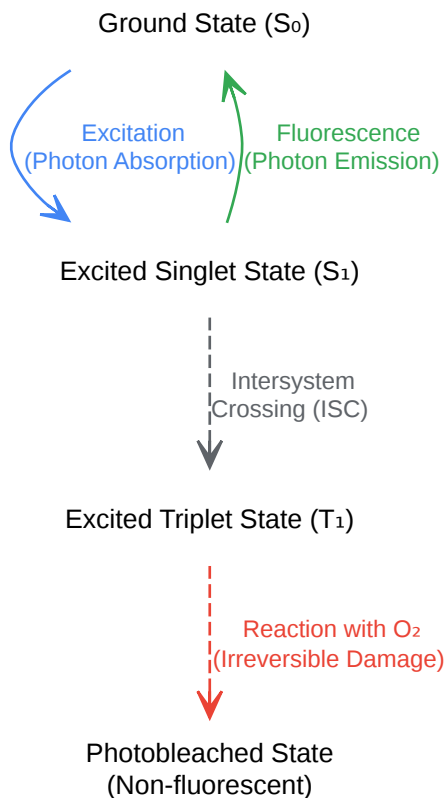 Ground State (S₀)
Excitation
(Photon Absorption)
Fluorescence
(Photon Emission)
Excited Singlet State (S₁)
Intersystem
Crossing (ISC)
Excited Triplet State (T₁)
Reaction with O₂
(Irreversible Damage)
Photobleached State
(Non-fluorescent)